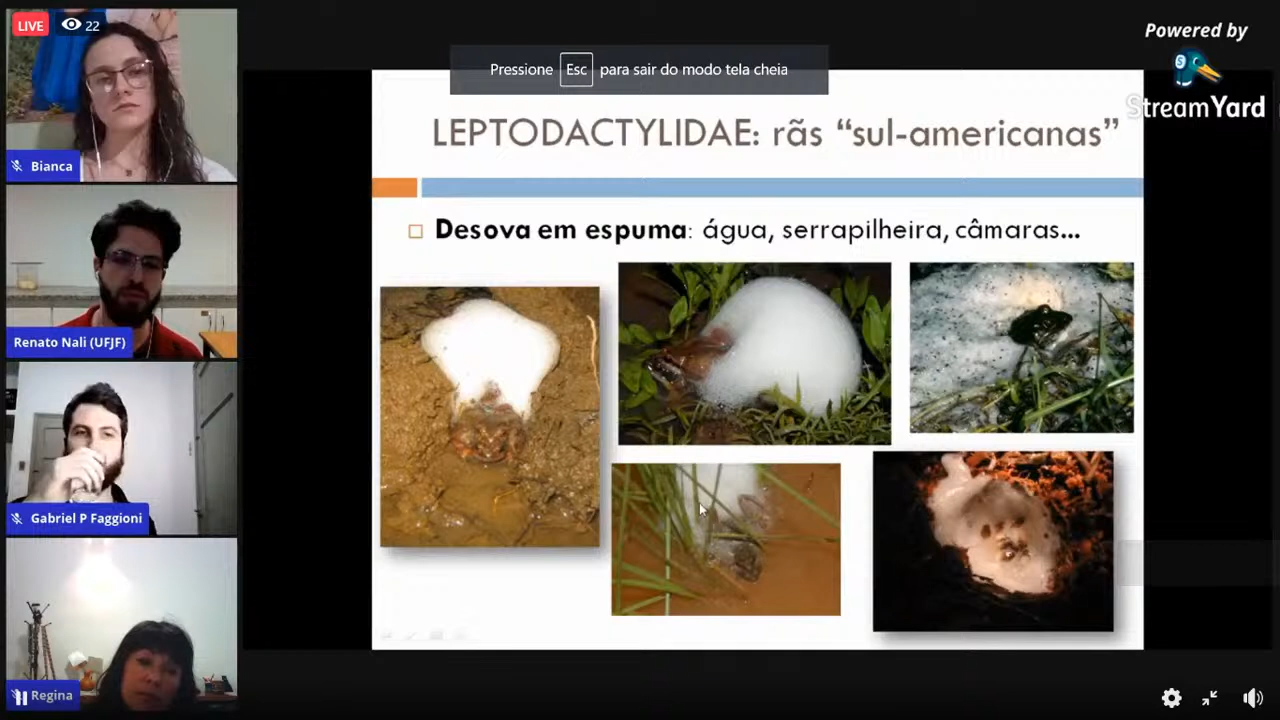 LIVE 22
Bianca
Renato Nali (UFJF)
Gabriel P Faggioni
Regina
Pressione Esc para sair do modo tela cheia
Powered by
StreamYard
LEPTODACTYLIDAE: rãs “sul-americanas”
Desova em espuma: água, serrapilheira, câmaras...